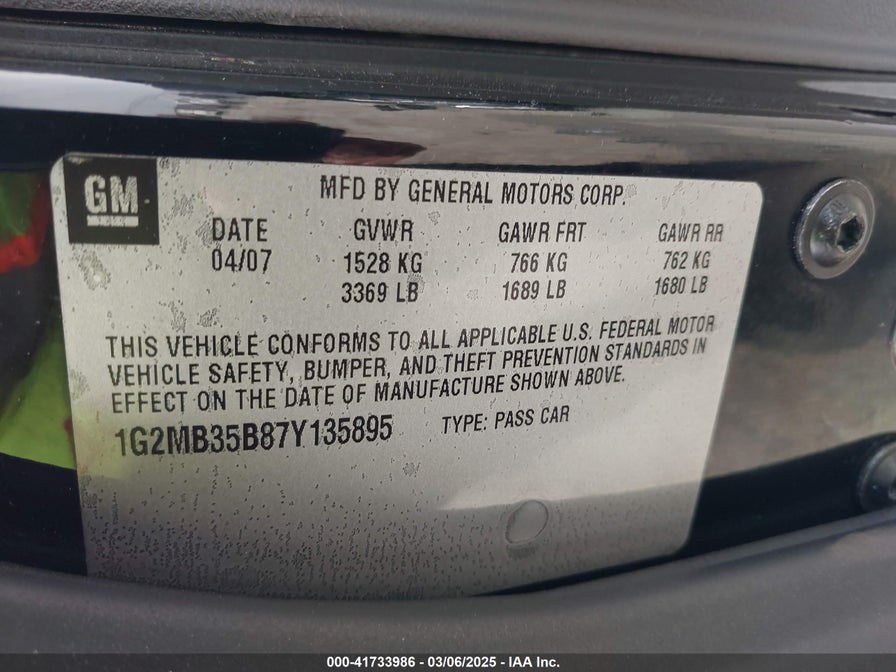 GM
MFD BY GENERAL MOTORS CORP.
DATE GVWR GAWR FRT GAWR RR
04/07 1528 KG 766 KG 762 KG
3369 LB 1689 LB 1680 LB
THIS VEHICLE CONFORMS TO ALL APPLICABLE U.S. FEDERAL MOTOR
VEHICLE SAFETY, BUMPER, AND THEFT PREVENTION STANDARDS IN
EFFECT ON THE DATE OF MANUFACTURE SHOWN ABOVE.
1G2MB35B87Y135895 TYPE: PASS CAR
000-41733986 - 03/06/2025 - IAA Inc.